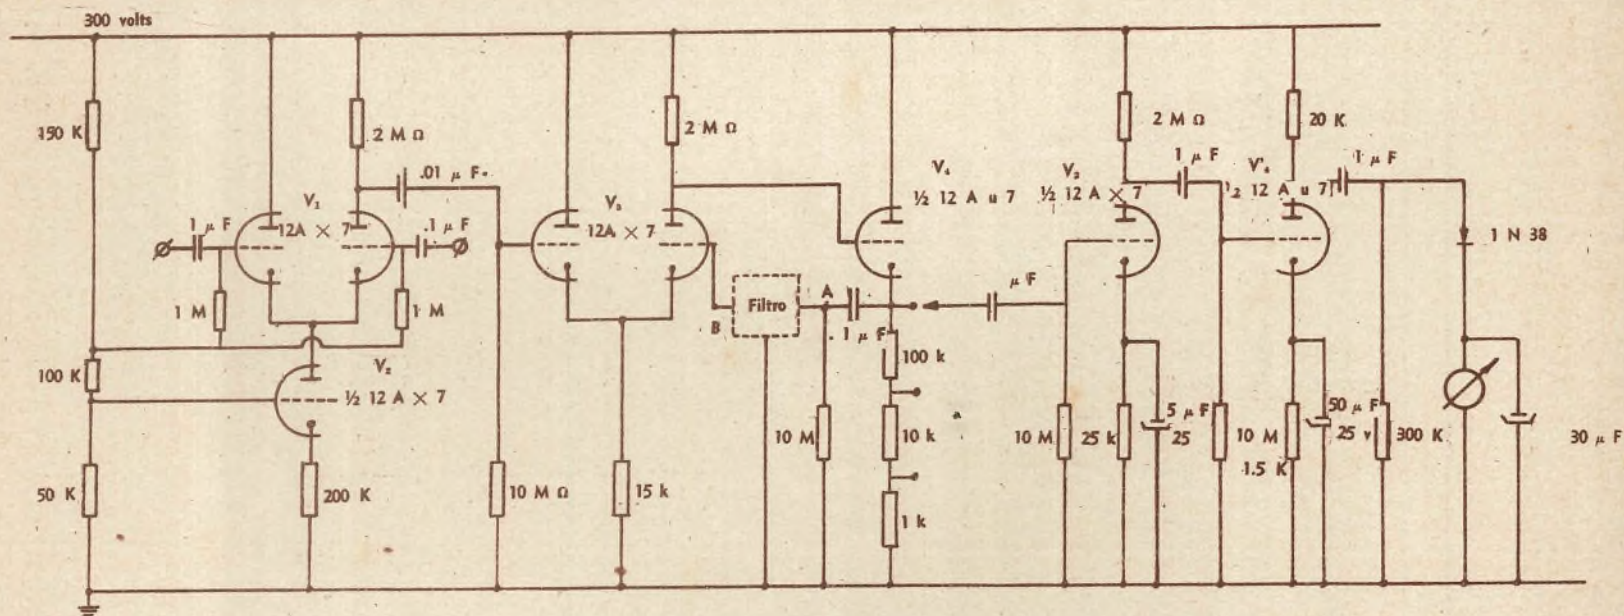 300 volts
150 K
2 M Ω
.01 μ F
V₁
12A × 7
1 μ F
.1 μ F
1 M
1 M
100 K
V₂
½ 12 A × 7
50 K
200 K
10 M Ω
2 M Ω
V₃
12A × 7
15 k
B
Filtro
A
.1 μ F
10 M
V₄
½ 12 A u 7
100 k
10 k
1 k
μ F
2 M Ω
½ 12 A × 7
10 M
25 k
5 μ F
25
1 μ F
20 K
½ 12 A u 7
1 μ F
10 M
1.5 K
50 μ F
25 v
300 K
1 N 38
30 μ F